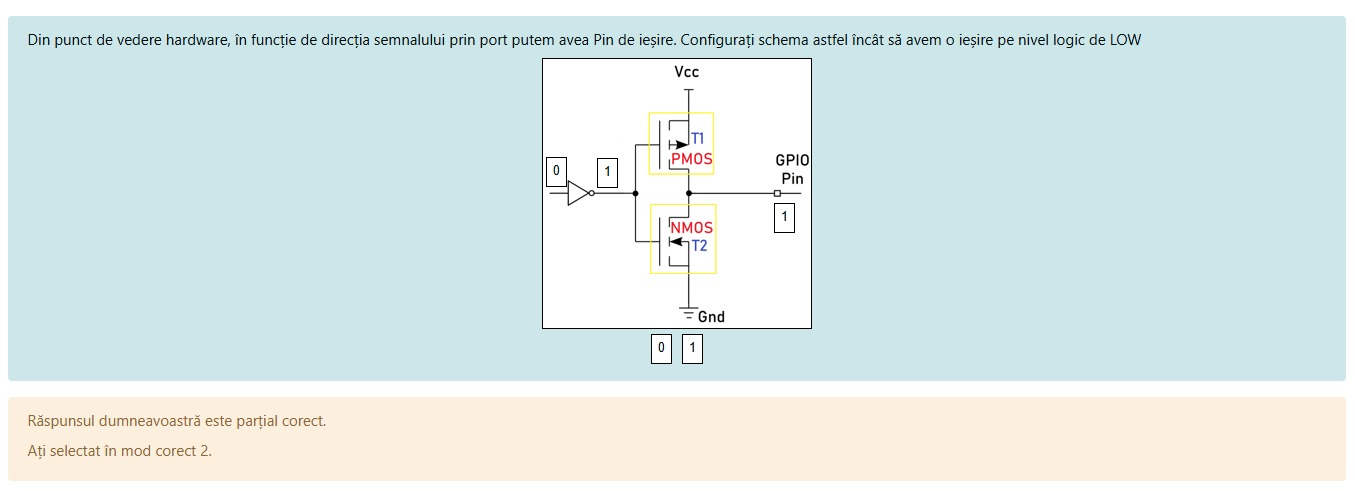 Din punct de vedere hardware, în funcție de direcția semnalului prin port putem avea Pin de ieșire. Configurați schema astfel încât să avem o ieșire pe nivel logic de LOW
Vcc
T1
PMOS
GPIO
Pin
0
1
1
NMOS
T2
Gnd
0 1
Răspunsul dumneavoastră este parțial corect.
Ați selectat în mod corect 2.